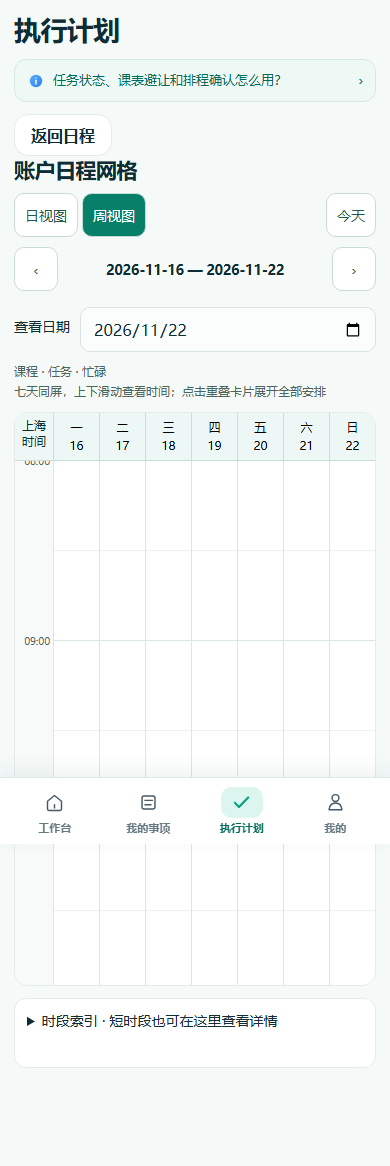 执行计划
任务状态、课表避让和排程确认怎么用？
返回日程
账户日程网格
日视图 周视图 今天
2026-11-16 — 2026-11-22
查看日期 2026/11/22
课程 · 任务 · 忙碌
七天同屏，上下滑动查看时间；点击重叠卡片展开全部安排
上海时间 一 16 二 17 三 18 四 19 五 20 六 21 日 22
08:00
09:00
工作台 我的事项 执行计划 我的
时段索引 · 短时段也可在这里查看详情